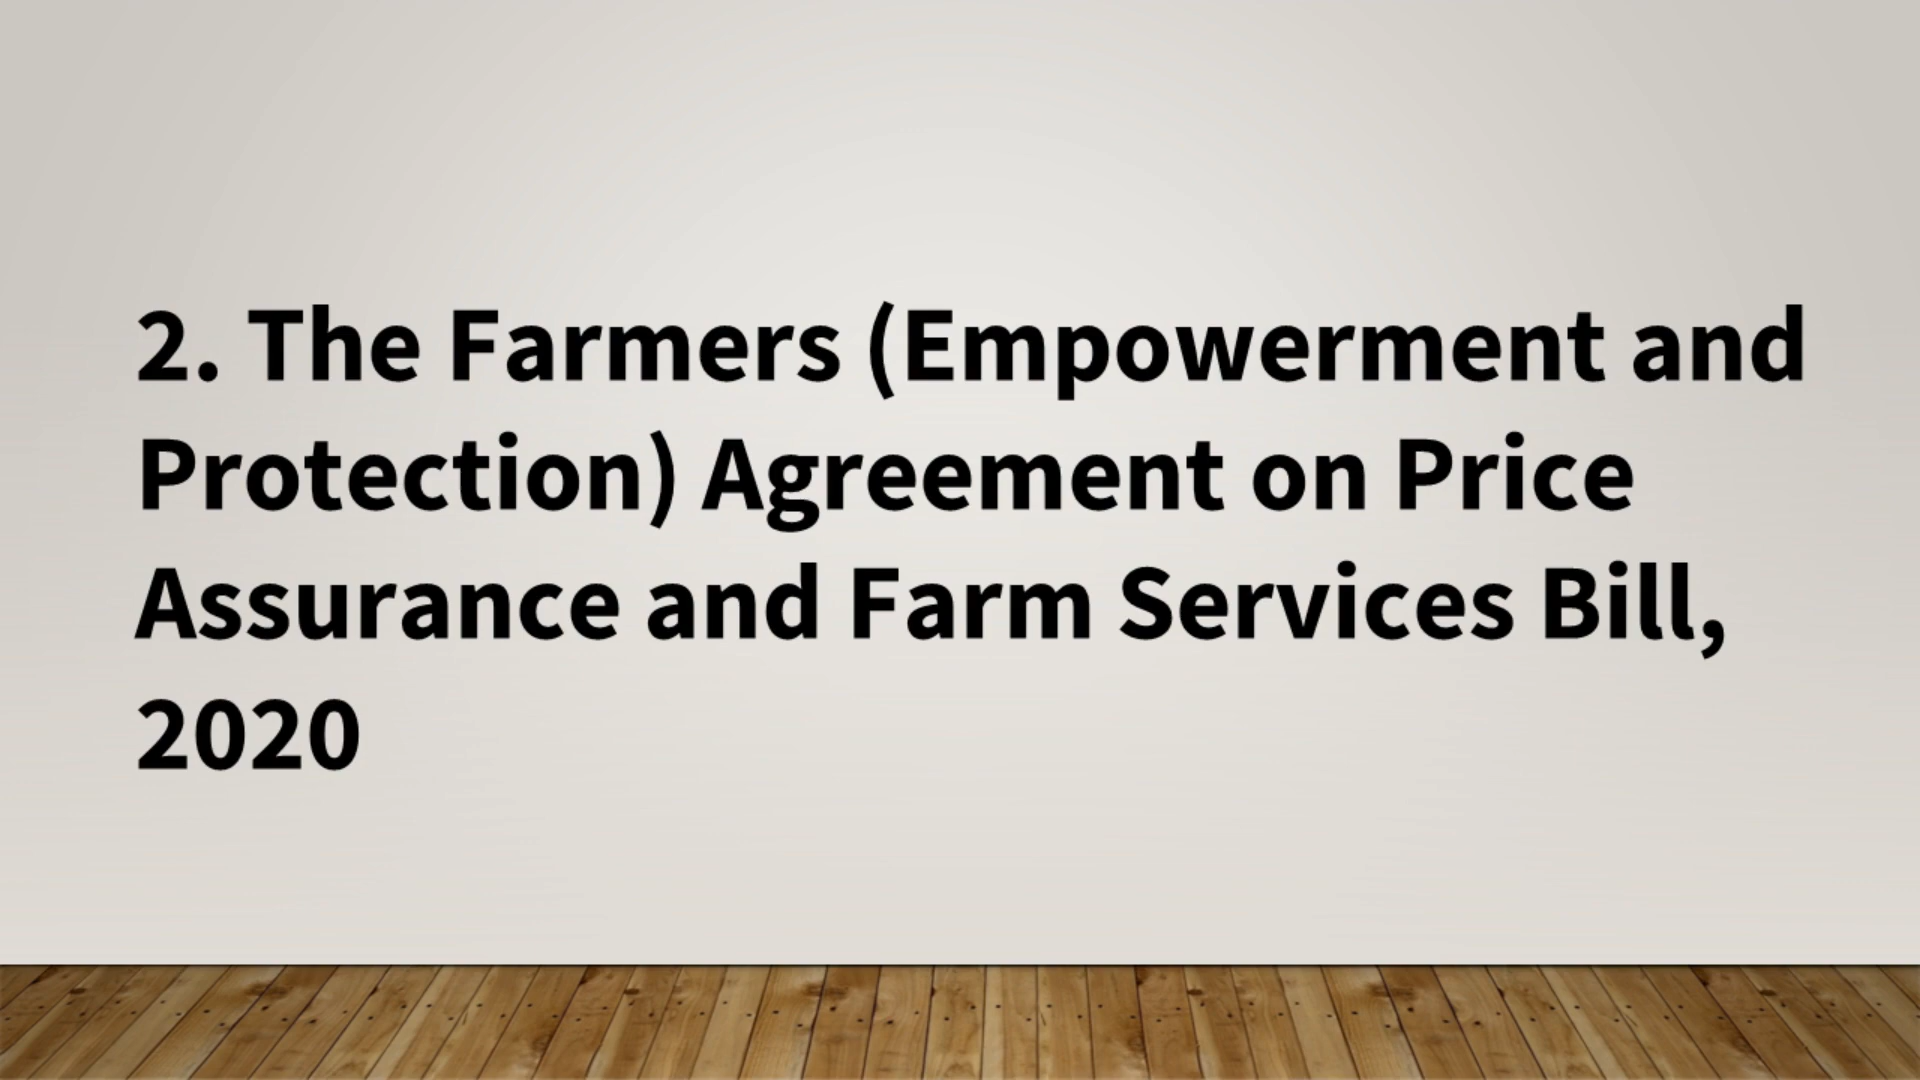 2. The Farmers (Empowerment and
Protection) Agreement on Price
Assurance and Farm Services Bill,
2020